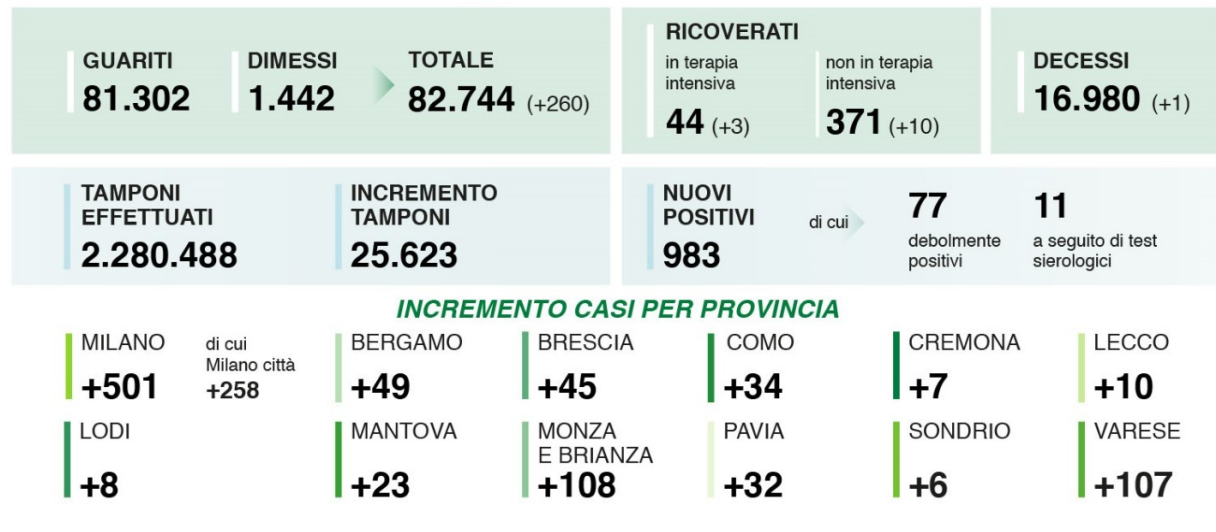 GUARITI
81.302
DIMESSI
1.442
TOTALE
82.744 (+260)
RICOVERATI
in terapia
intensiva
44 (+3)
non in terapia
intensiva
371 (+10)
DECESSI
16.980 (+1)
TAMPONI
EFFETTUATI
2.280.488
INCREMENTO
TAMPONI
25.623
NUOVI
POSITIVI
983
di cui
77
debolmente
positivi
11
a seguito di test
sierologici
INCREMENTO CASI PER PROVINCIA
MILANO
+501
di cui
Milano città
+258
BERGAMO
+49
BRESCIA
+45
COMO
+34
CREMONA
+7
LECCO
+10
LODI
+8
MANTOVA
+23
MONZA
E BRIANZA
+108
PAVIA
+32
SONDRIO
+6
VARESE
+107